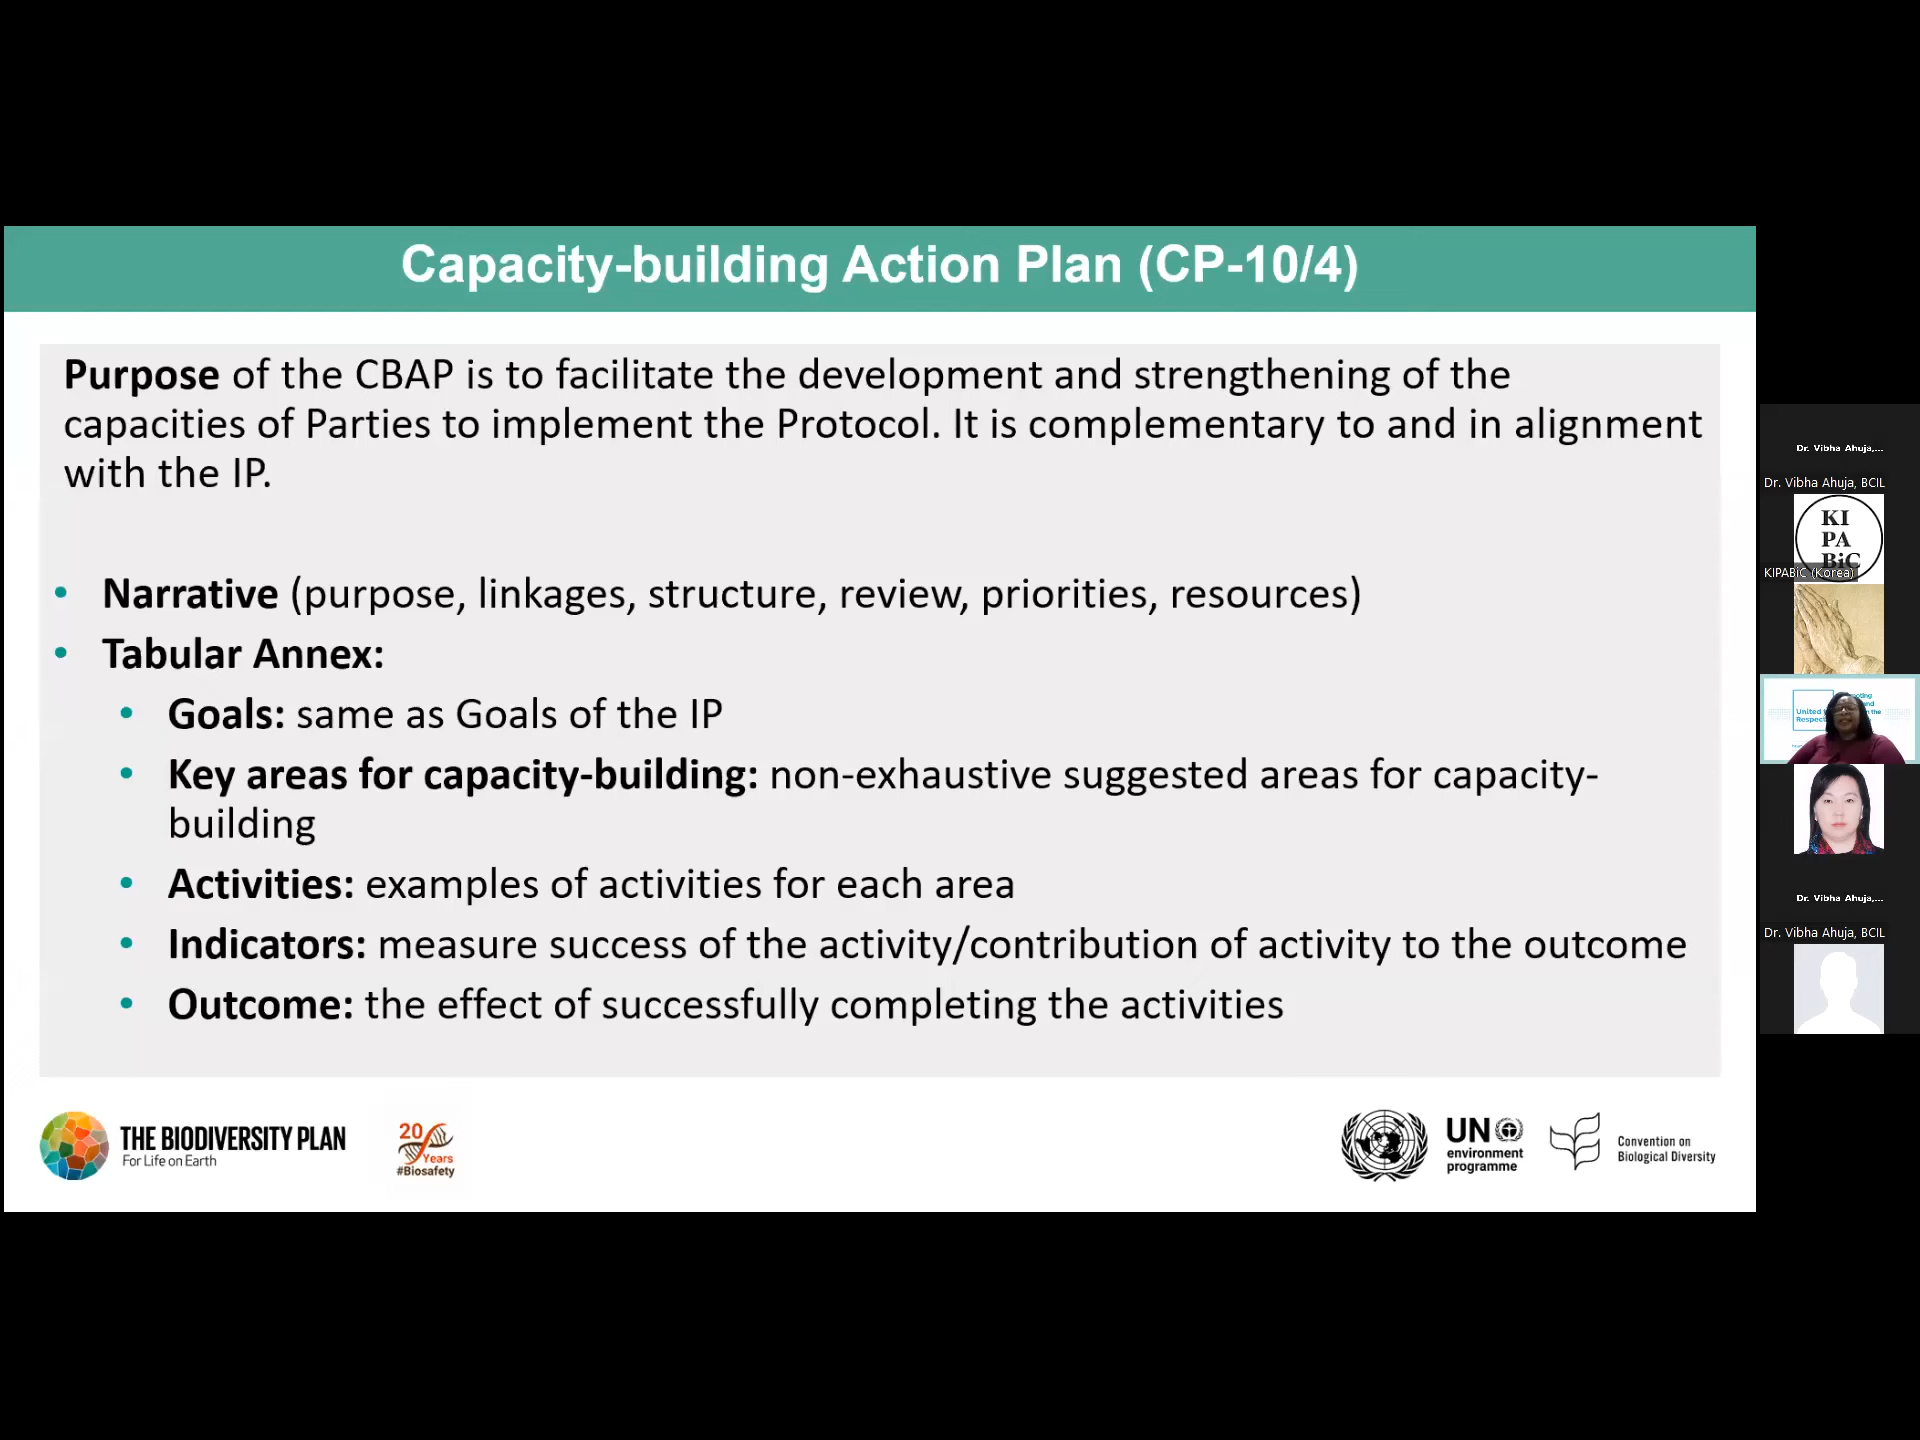 Capacity-building Action Plan (CP-10/4)
Purpose of the CBAP is to facilitate the development and strengthening of the
capacities of Parties to implement the Protocol. It is complementary to and in alignment
with the IP.
• Narrative (purpose, linkages, structure, review, priorities, resources)
• Tabular Annex:
• Goals: same as Goals of the IP
• Key areas for capacity-building: non-exhaustive suggested areas for capacity-
building
• Activities: examples of activities for each area
• Indicators: measure success of the activity/contribution of activity to the outcome
• Outcome: the effect of successfully completing the activities
THE BIODIVERSITY PLAN
For Life on Earth
20
Years
#Biosafety
UN
environment
programme
Convention on
Biological Diversity
Dr. Vibha Ahuja,...
Dr. Vibha Ahuja, BCIL
KI
PA
BiC
KIPABiC (Korea)
United
Dr. Vibha Ahuja,...
Dr. Vibha Ahuja, BCIL